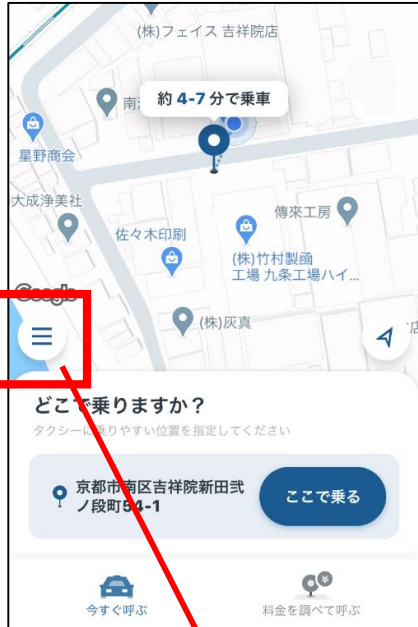 (株)フェイス 吉祥院店
約 4-7 分で乗車
星野商会
大成浄美社
傳來工房
佐々木印刷
(株)竹村製凾
工場 九条工場ハイ...
Google
(株)灰真
どこで乗りますか？
タクシーに乗りやすい位置を指定してください
京都市南区吉祥院新田弐
ノ段町54-1
ここで乗る
今すぐ呼ぶ
料金を調べて呼ぶ